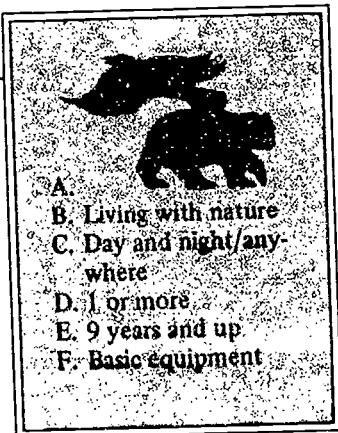 A.
B. Living with nature
C. Day and night/any-
where
D. 1 or more
E. 9 years and up
F. Basic equipment